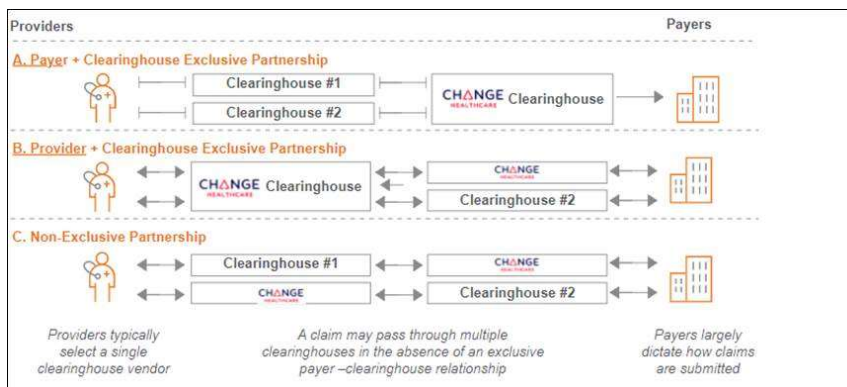 Providers
Payers
A. Payer + Clearinghouse Exclusive Partnership
Clearinghouse #1
Clearinghouse #2
CHANGE HEALTHCARE Clearinghouse
B. Provider + Clearinghouse Exclusive Partnership
CHANGE HEALTHCARE Clearinghouse
CHANGE HEALTHCARE
Clearinghouse #2
C. Non-Exclusive Partnership
Clearinghouse #1
CHANGE HEALTHCARE
CHANGE HEALTHCARE
Clearinghouse #2
Providers typically
select a single
clearinghouse vendor
A claim may pass through multiple
clearinghouses in the absence of an exclusive
payer –clearinghouse relationship
Payers largely
dictate how claims
are submitted